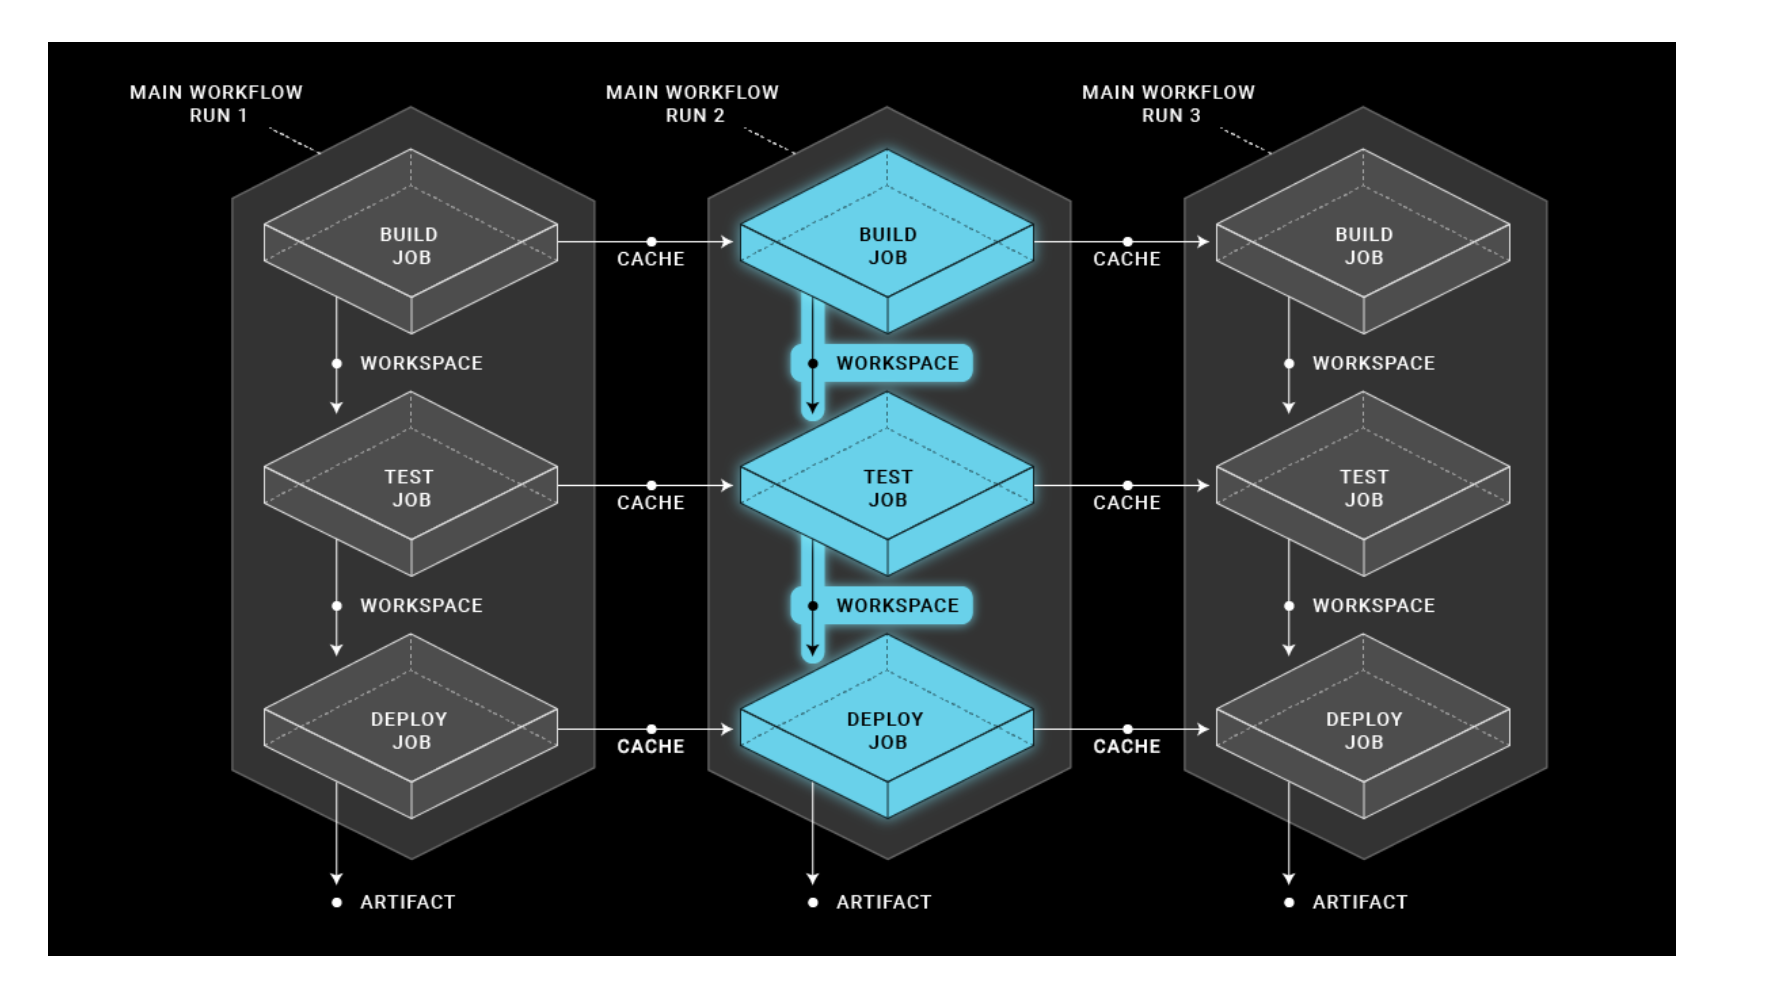 MAIN WORKFLOW
RUN 1
MAIN WORKFLOW
RUN 2
MAIN WORKFLOW
RUN 3
BUILD
JOB
CACHE
BUILD
JOB
CACHE
BUILD
JOB
WORKSPACE
WORKSPACE
WORKSPACE
TEST
JOB
CACHE
TEST
JOB
CACHE
TEST
JOB
WORKSPACE
WORKSPACE
WORKSPACE
DEPLOY
JOB
CACHE
DEPLOY
JOB
CACHE
DEPLOY
JOB
ARTIFACT
ARTIFACT
ARTIFACT